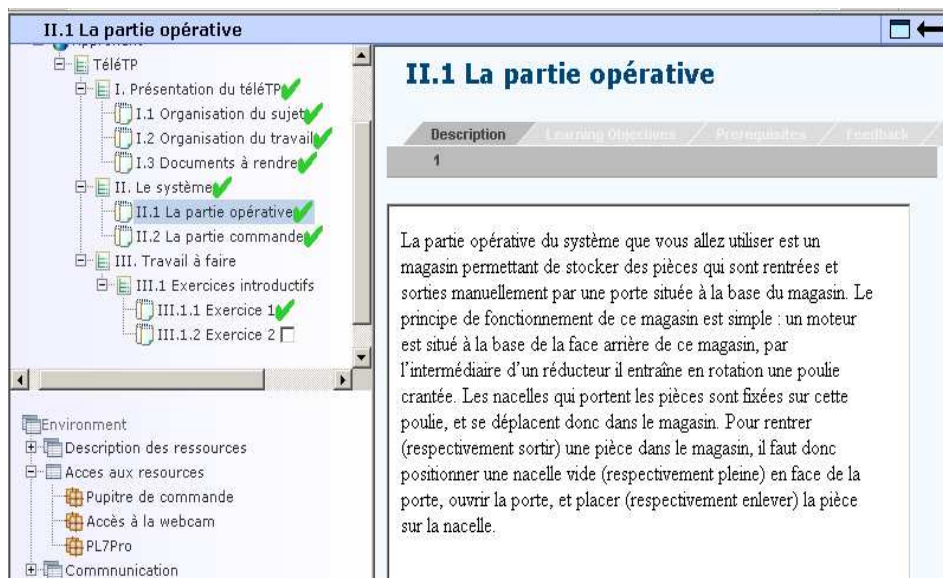 II.1 La partie opérative
Apprenant
TéléTP
I. Présentation du téléTP
I.1 Organisation du sujet
I.2 Organisation du travail
I.3 Documents à rendre
II. Le système
II.1 La partie opérative
II.2 La partie commande
III. Travail à faire
III.1 Exercices introductifs
III.1.1 Exercice 1
III.1.2 Exercice 2
Environment
Description des ressources
Acces aux resources
Pupitre de commande
Accès à la webcam
PL7Pro
Commnunication
II.1 La partie opérative
Description Learning Objectives Prerequisites Feedback
1
La partie opérative du système que vous allez utiliser est un
magasin permettant de stocker des pièces qui sont rentrées et
sorties manuellement par une porte située à la base du magasin. Le
principe de fonctionnement de ce magasin est simple : un moteur
est situé à la base de la face arrière de ce magasin, par
l'intermédiaire d'un réducteur il entraîne en rotation une poulie
crantée. Les nacelles qui portent les pièces sont fixées sur cette
poulie, et se déplacent donc dans le magasin. Pour rentrer
(respectivement sortir) une pièce dans le magasin, il faut donc
positionner une nacelle vide (respectivement pleine) en face de la
porte, ouvrir la porte, et placer (respectivement enlever) la pièce
sur la nacelle.